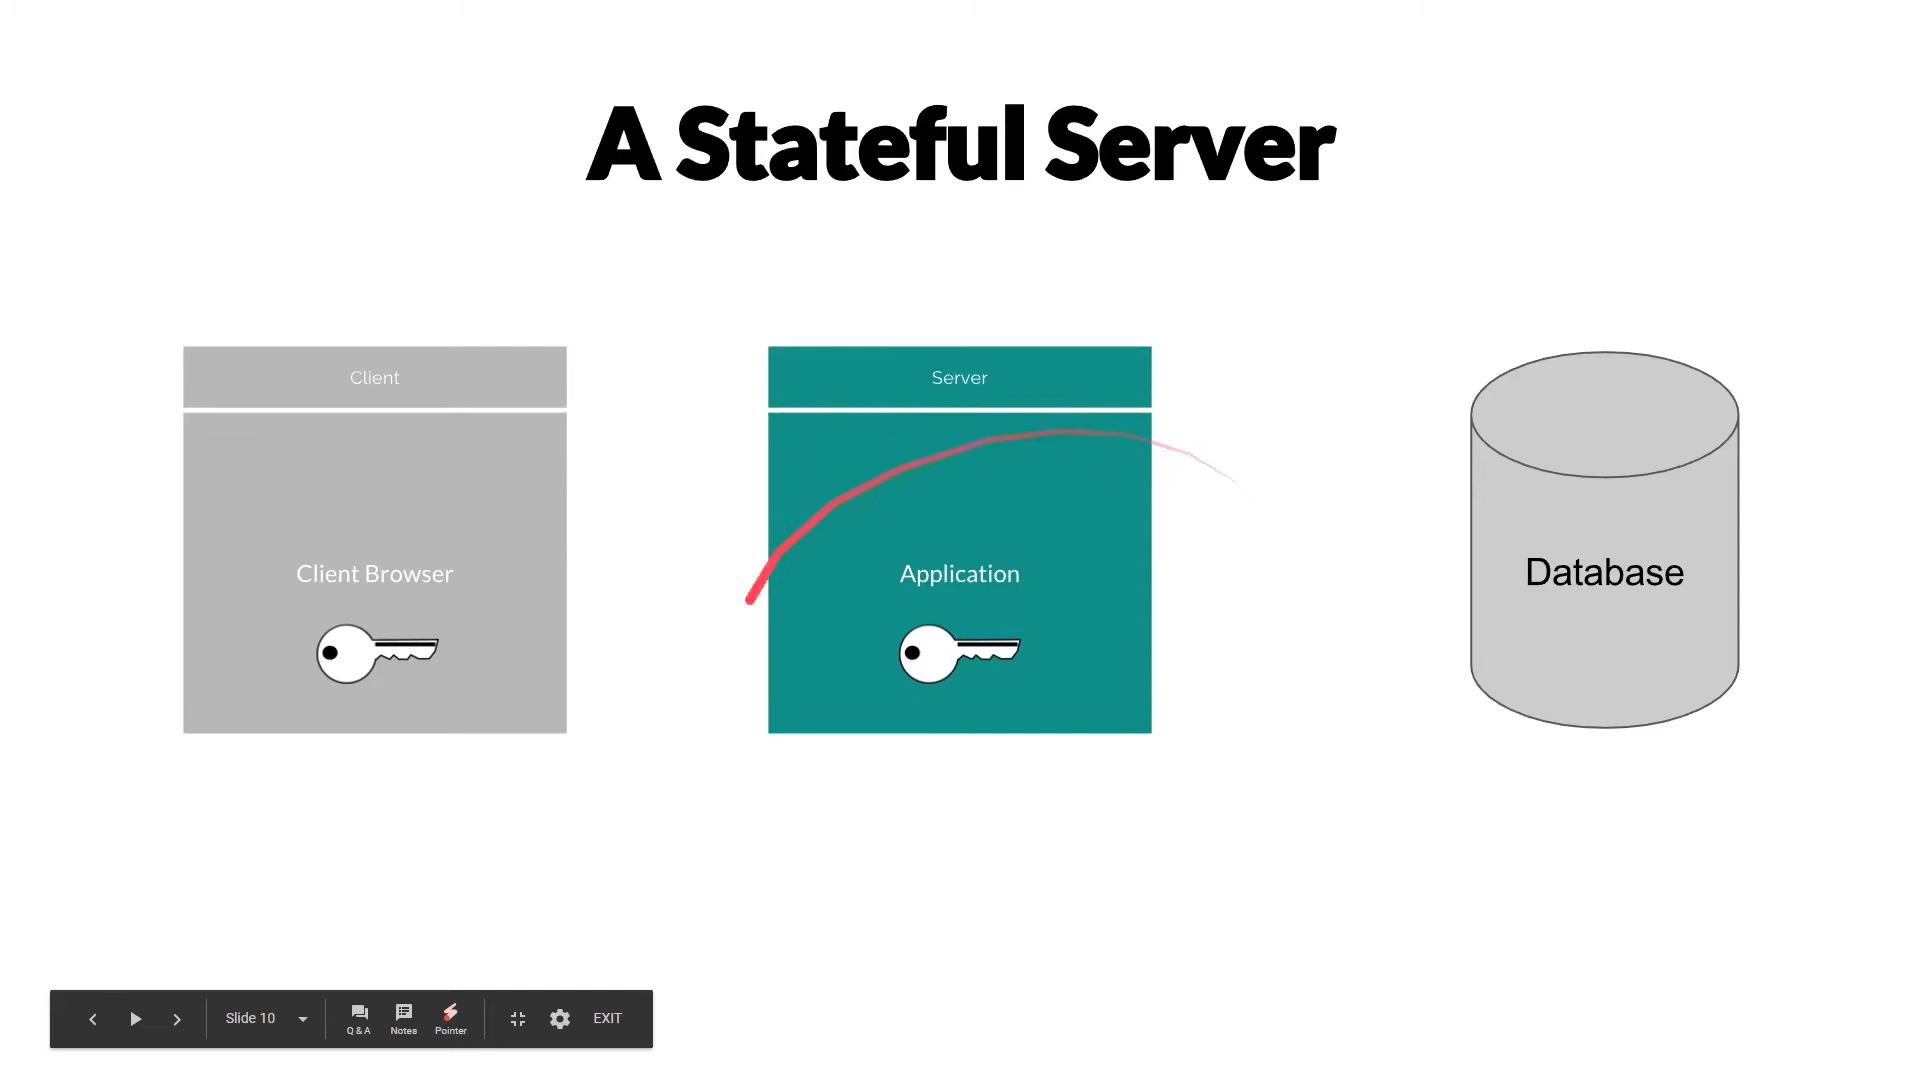 A Stateful Server
Client
Server
Client Browser
Application
Database
Slide 10
Q & A
Notes
Pointer
EXIT